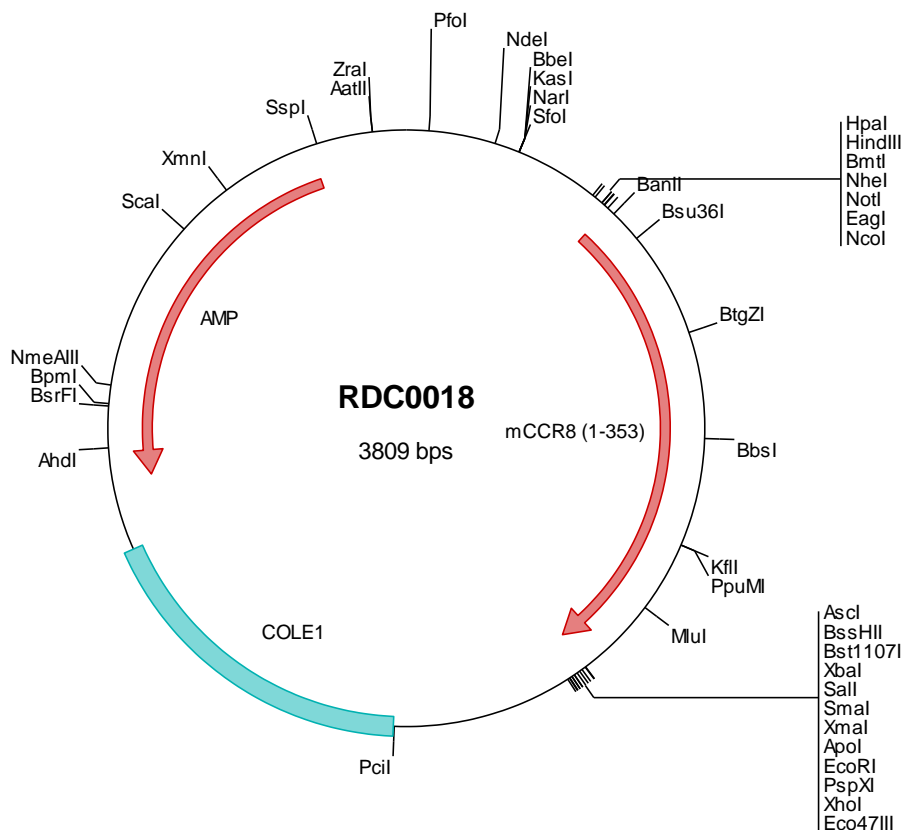 PfoI
NdeI
BbeI
KasI
NarI
SfoI
ZraI
AatII
SspI
XmnI
ScaI
HpaI
HindIII
BmtI
NheI
NotI
EagI
NcoI
BanII
Bsu36I
BtgZI
AMP
NmeAIII
BpmI
BsrFI
AhdI
RDC0018
3809 bps
mCCR8 (1-353)
BbsI
KflI
PpuMI
MluI
COLE1
PciI
AscI
BssHII
Bst1107I
XbaI
SalI
SmaI
XmaI
ApoI
EcoRI
PspXI
XhoI
Eco47III